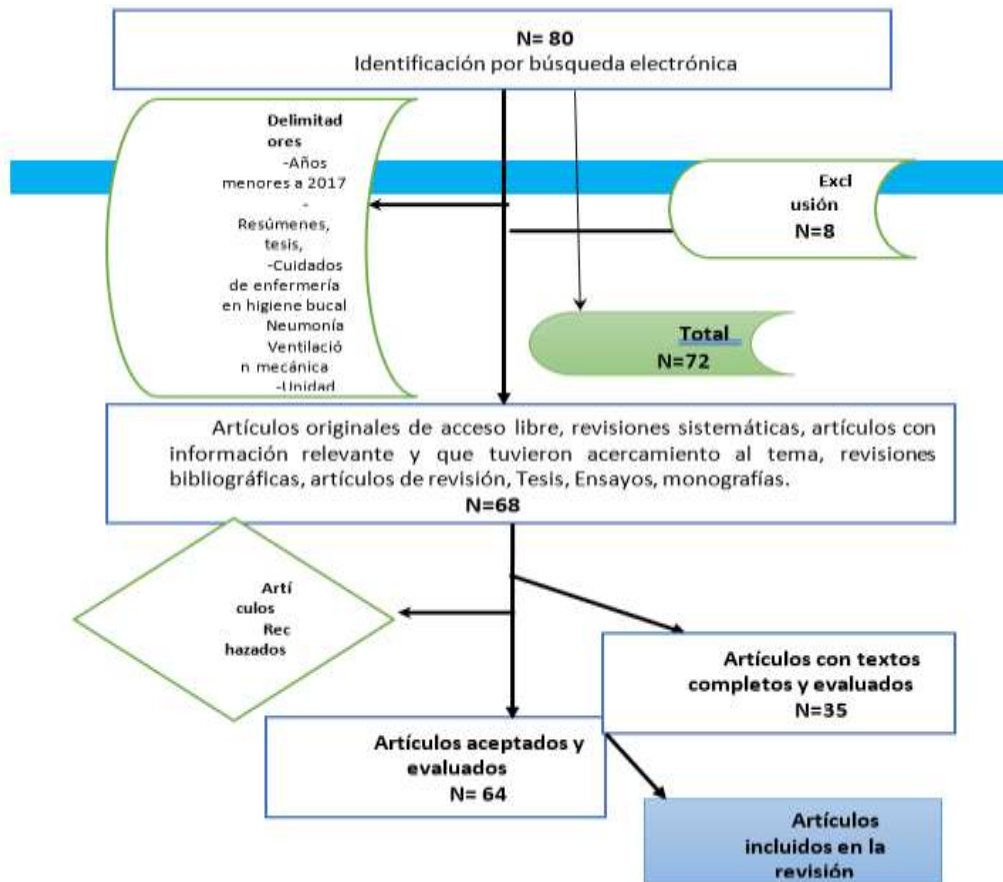 N= 80
Identificación por búsqueda electrónica
Delimitad
ores
-Años
menores a 2017
-
Resúmenes,
tesis,
-Cuidados
de enfermería
en higiene bucal
Neumonía
Ventilació
n mecánica
-Unidad
Excl
usión
N=8
Total
N=72
Artículos originales de acceso libre, revisiones sistemáticas, artículos con
información relevante y que tuvieron acercamiento al tema, revisiones
bibliográficas, artículos de revisión, Tesis, Ensayos, monografías.
N=68
Artí
culos
Rec
hazados
Artículos con textos
completos y evaluados
N=35
Artículos aceptados y
evaluados
N= 64
Artículos
incluidos en la
revisión